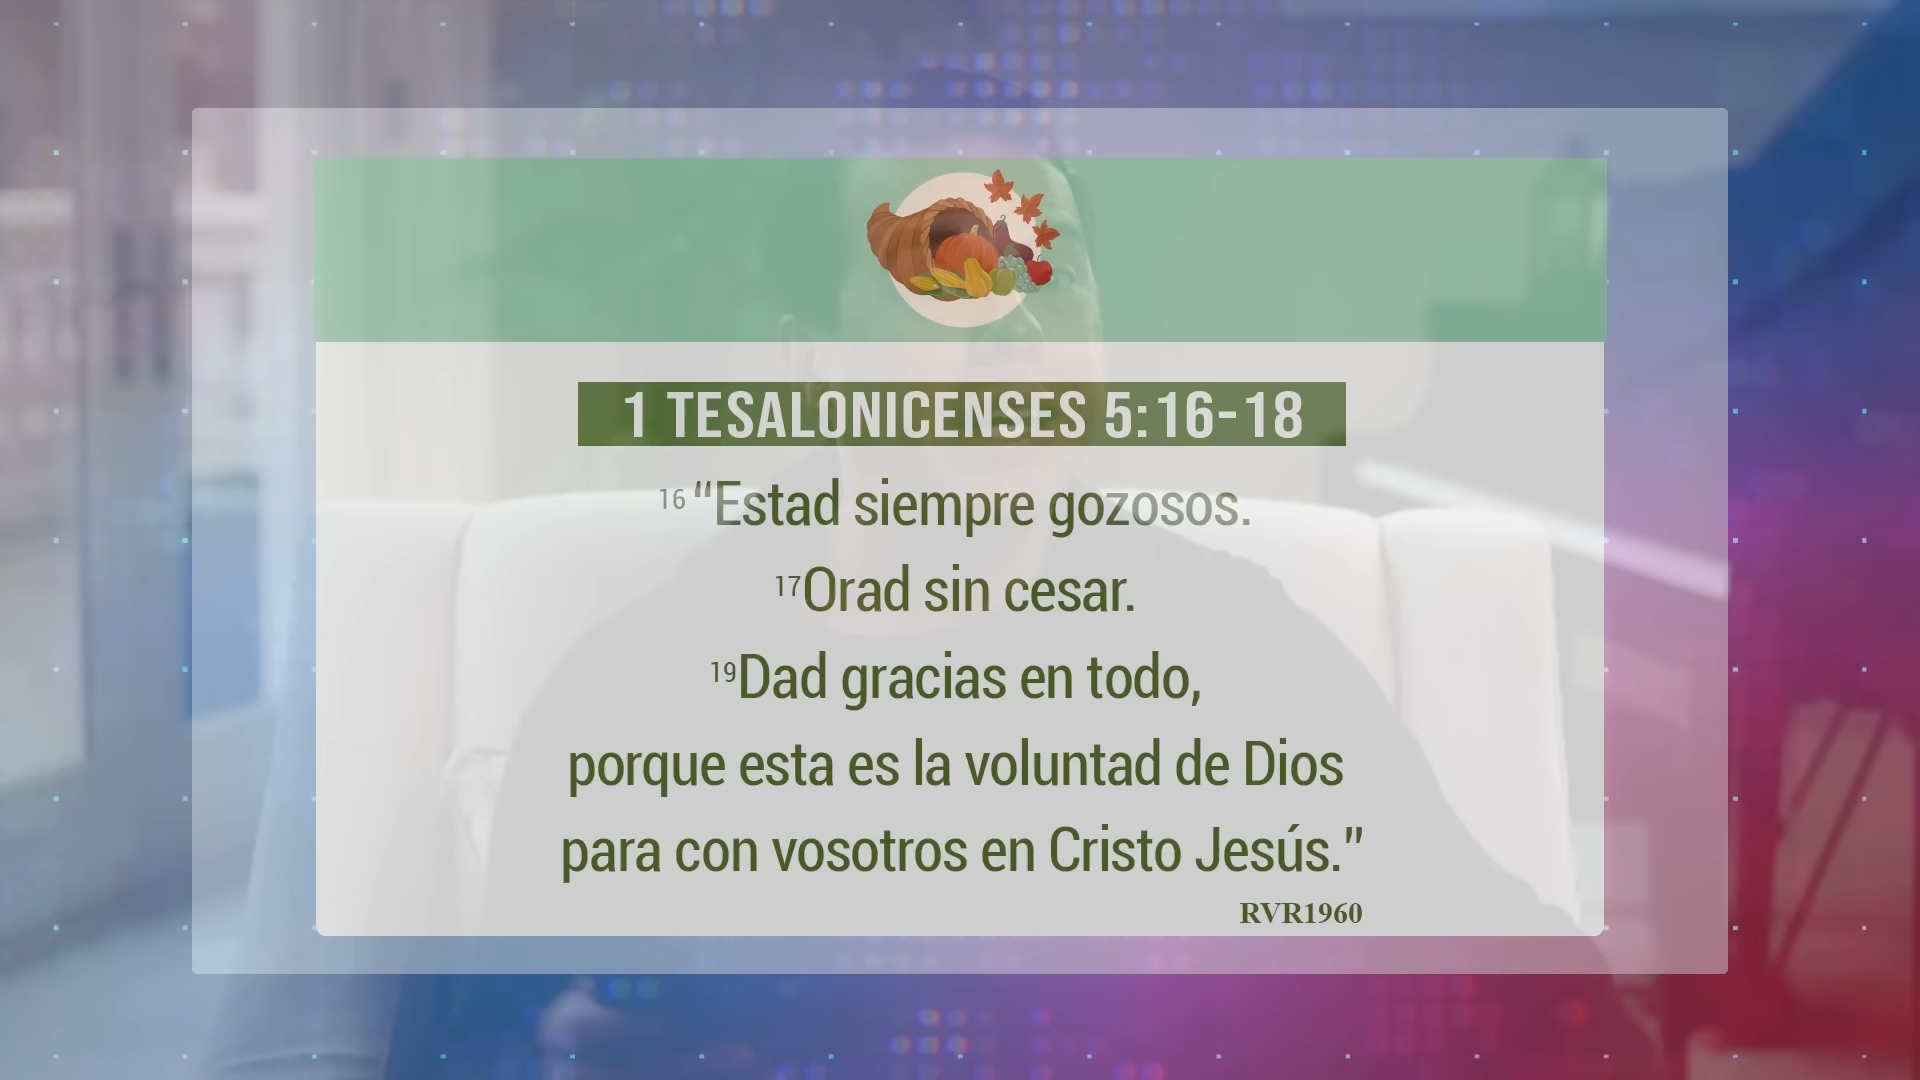 1 TESALONICENSES 5:16-18
16 “Estad siempre gozosos.
17Orad sin cesar.
19Dad gracias en todo,
porque esta es la voluntad de Dios
para con vosotros en Cristo Jesús.”
RVR1960